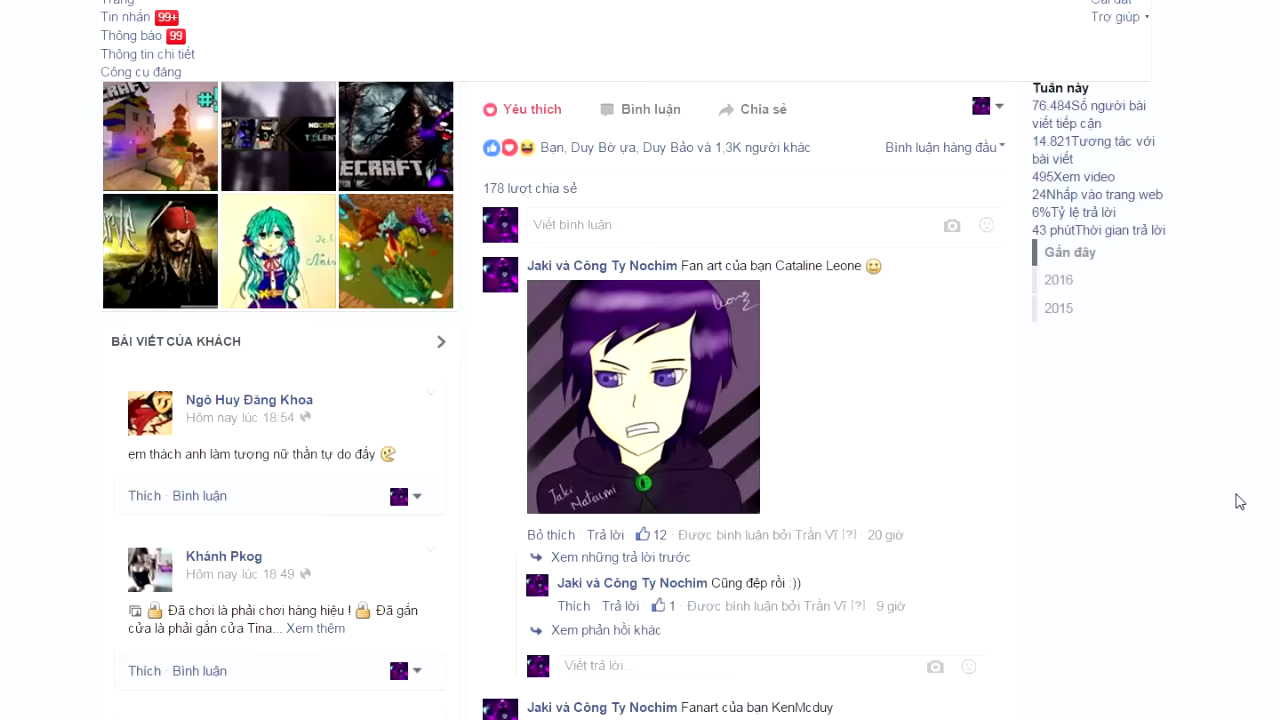 Trang
Tin nhắn 99+
Thông báo 99
Thông tin chi tiết
Công cụ đăng
Cài đặt
Trợ giúp
Yêu thích
Bình luận
Chia sẻ
Bạn, Duy Bờ ựa, Duy Bảo và 1,3K người khác
Bình luận hàng đầu
178 lượt chia sẻ
Viết bình luận...
Jaki và Công Ty Nochim Fan art của bạn Cataline Leone
Leone
Jaki
Natsumi
Bỏ thích · Trả lời · 12 · Được bình luận bởi Trần Vĩ [?] · 20 giờ
Xem những trả lời trước
Jaki và Công Ty Nochim Cũng đẹp rồi :))
Thích · Trả lời · 1 · Được bình luận bởi Trần Vĩ [?] · 9 giờ
Xem phản hồi khác
Viết trả lời...
Jaki và Công Ty Nochim Fanart của bạn KenMcduy
BÀI VIẾT CỦA KHÁCH
Ngô Huy Đăng Khoa
Hôm nay lúc 18:54
em thách anh làm tượng nữ thần tự do đấy
Thích · Bình luận
Khánh Pkog
Hôm nay lúc 18:49
Đã chơi là phải chơi hàng hiệu ! Đã gắn
cửa là phải gắn cửa Tina... Xem thêm
Thích · Bình luận
Tuần này
76.484Số người bài
viết tiếp cận
14.821Tương tác với
bài viết
495Xem video
24Nhấp vào trang web
6%Tỷ lệ trả lời
43 phútThời gian trả lời
Gần đây
2016
2015